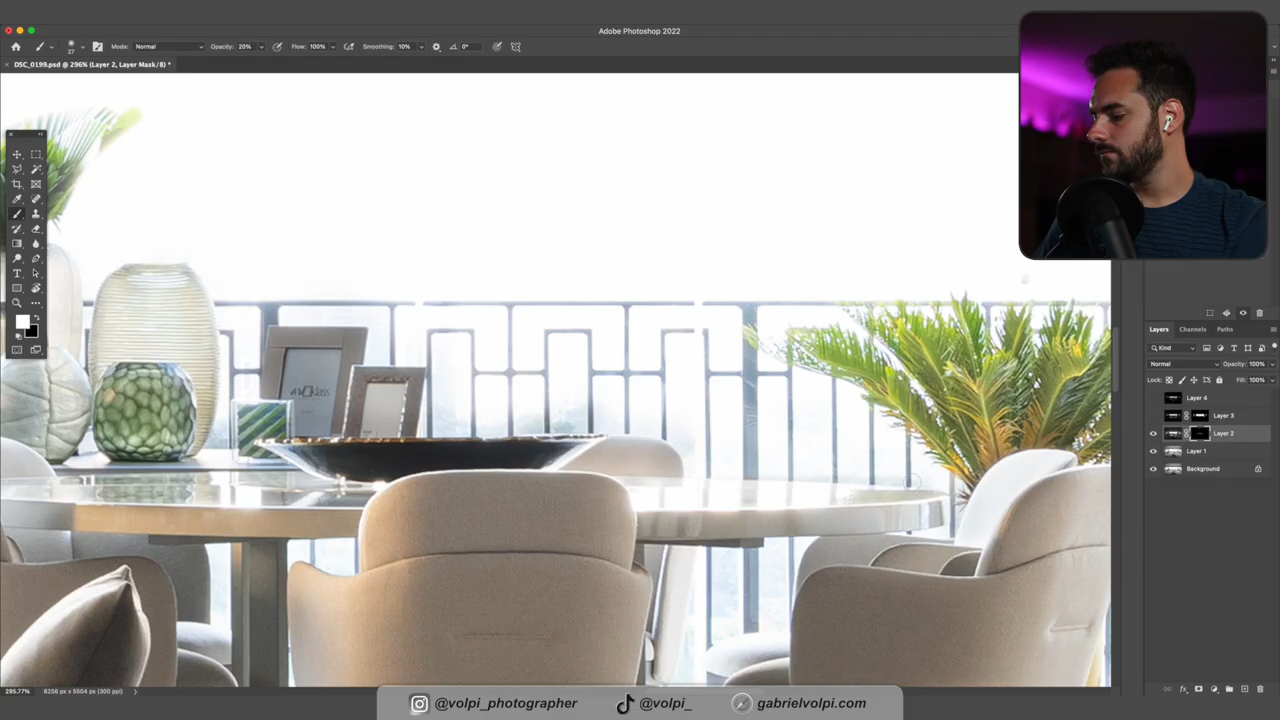 Adobe Photoshop 2022
27
Mode: Normal
Opacity: 20%
Flow: 100%
Smoothing: 10%
0°
DSC_0199.psd @ 296% (Layer 2, Layer Mask/8) *
Layers
Channels
Paths
Kind
Normal
Opacity: 100%
Lock:
Fill: 100%
Layer 4
Layer 3
Layer 2
Layer 1
Background
295.77%
8256 px x 5504 px (300 ppi)
@volpi_photographer
@volpi_
gabrielvolpi.com